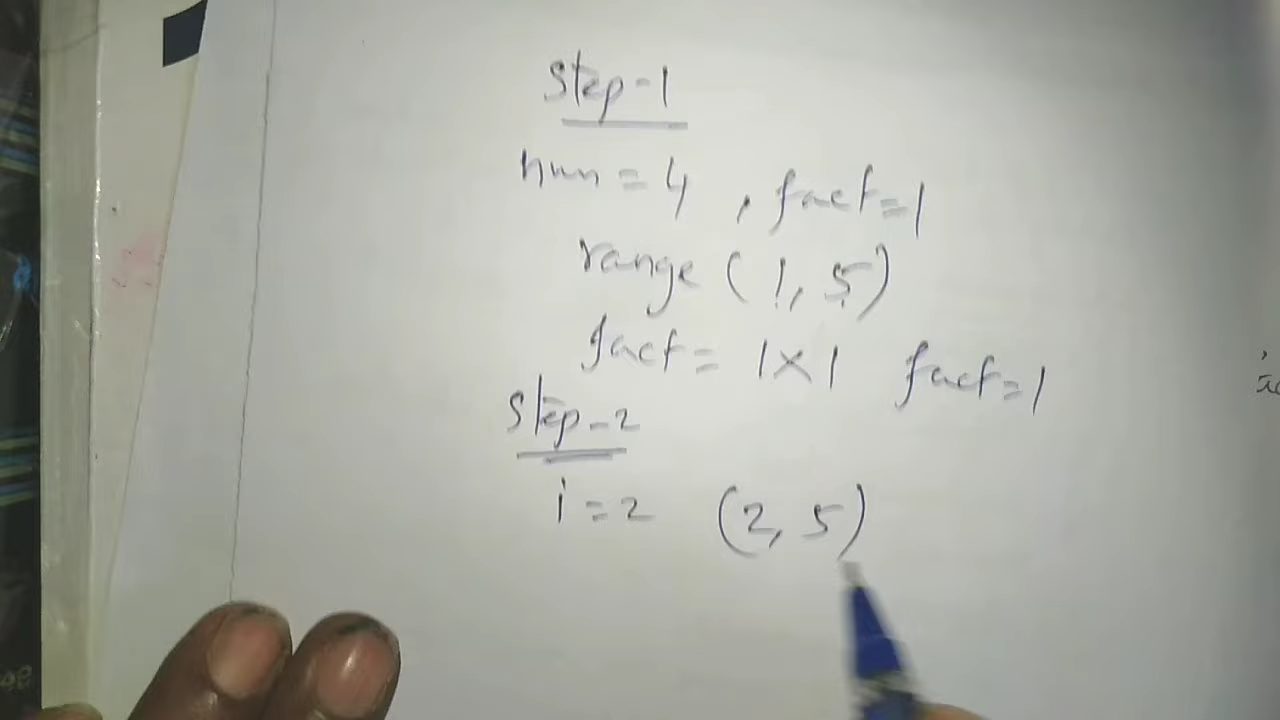 Step-1
num = 4 , fact=1
range (1, 5)
fact = 1×1 fact=1
Step-2
i = 2 (2, 5)